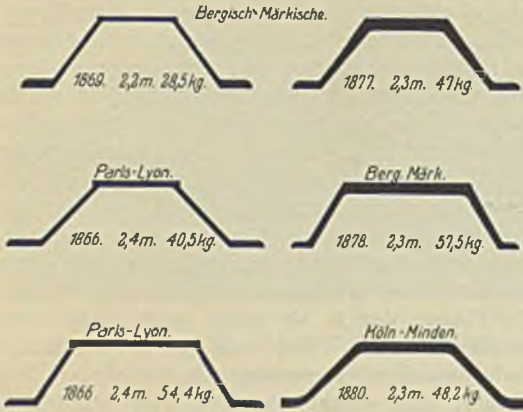 Bergisch-Märkische.
1869. 2,2m. 28,5kg.
1877. 2,3m. 47kg.
Paris-Lyon.
Berg. Märk.
1866. 2,4m. 40,5kg.
1878. 2,3m. 57,5kg.
Paris-Lyon.
Köln-Minden.
1866 2,4m. 54,4kg.
1880. 2,3m. 48,2kg